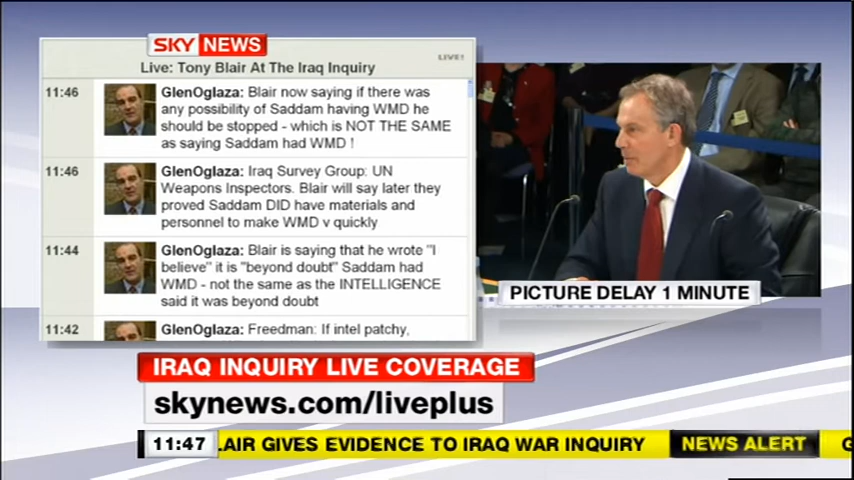 SKY NEWS
LIVE!
Live: Tony Blair At The Iraq Inquiry
11:46
GlenOglaza: Blair now saying if there was
any possibility of Saddam having WMD he
should be stopped - which is NOT THE SAME
as saying Saddam had WMD !
11:46
GlenOglaza: Iraq Survey Group: UN
Weapons Inspectors. Blair will say later they
proved Saddam DID have materials and
personnel to make WMD v quickly
11:44
GlenOglaza: Blair is saying that he wrote "I
believe" it is "beyond doubt" Saddam had
WMD - not the same as the INTELLIGENCE
said it was beyond doubt
11:42
GlenOglaza: Freedman: If intel patchy,
PICTURE DELAY 1 MINUTE
IRAQ INQUIRY LIVE COVERAGE
skynews.com/liveplus
11:47 LAIR GIVES EVIDENCE TO IRAQ WAR INQUIRY NEWS ALERT G